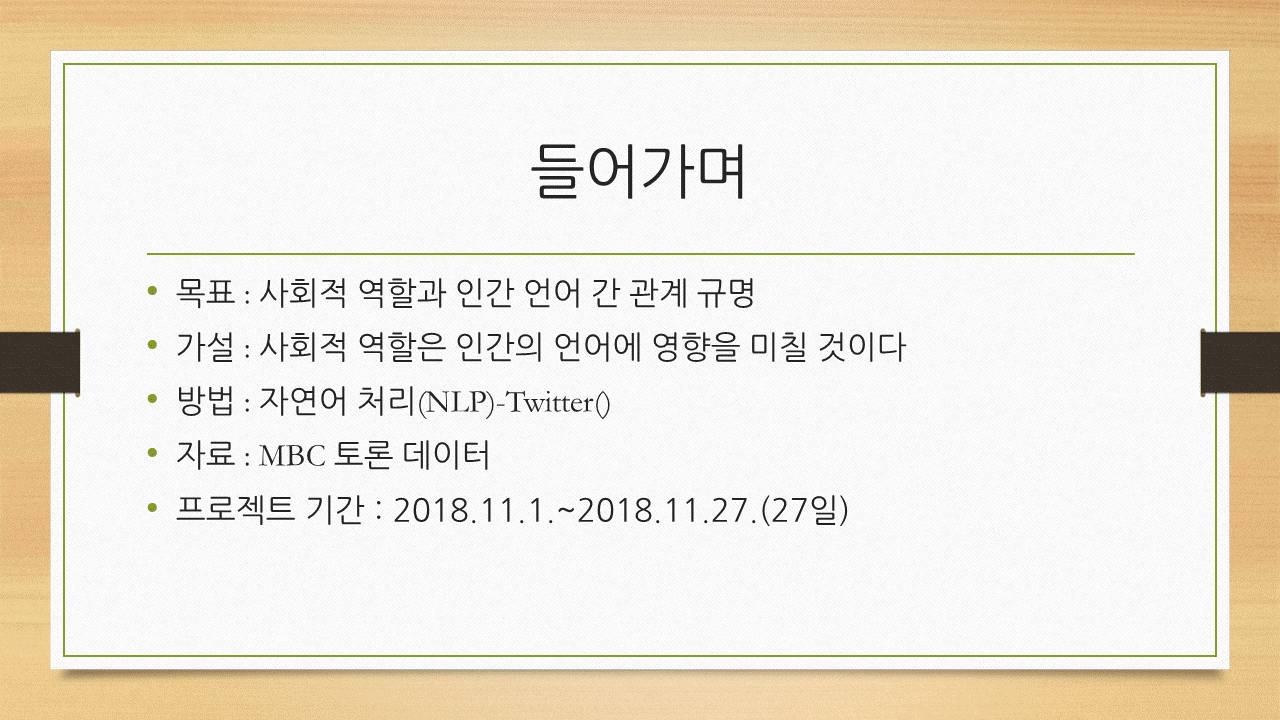 들어가며
• 목표 : 사회적 역할과 인간 언어 간 관계 규명
• 가설 : 사회적 역할은 인간의 언어에 영향을 미칠 것이다
• 방법 : 자연어 처리(NLP)-Twitter()
• 자료 : MBC 토론 데이터
• 프로젝트 기간 : 2018.11.1.~2018.11.27.(27일)